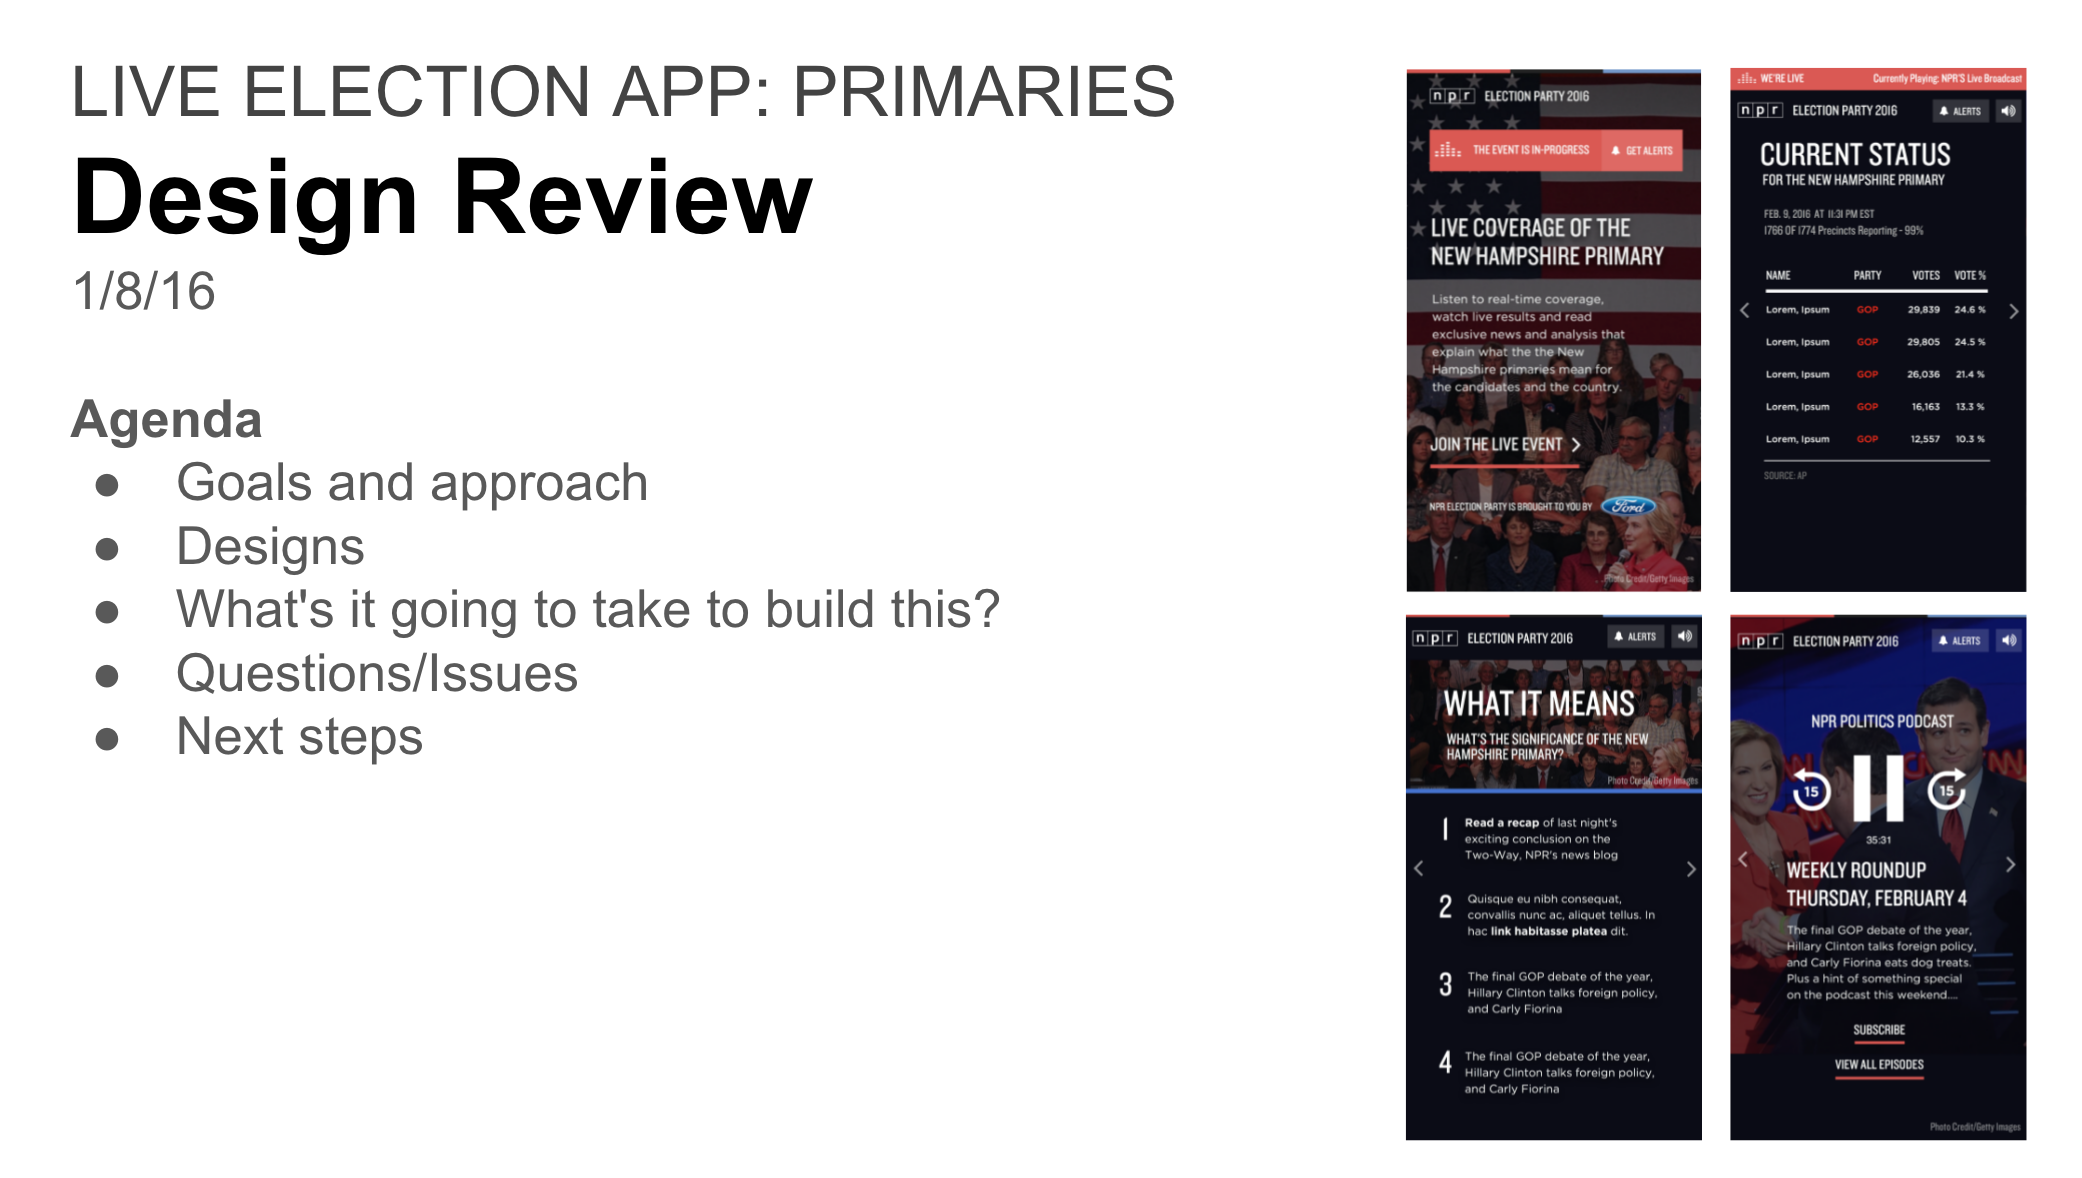 LIVE ELECTION APP: PRIMARIES
Design Review
1/8/16
Agenda
● Goals and approach
● Designs
● What's it going to take to build this?
● Questions/Issues
● Next steps
npr ELECTION PARTY 2016
THE EVENT IS IN-PROGRESS GET ALERTS
LIVE COVERAGE OF THE
NEW HAMPSHIRE PRIMARY
Listen to real-time coverage,
watch live results and read
exclusive news and analysis that
explain what the the New
Hampshire primaries mean for
the candidates and the country.
JOIN THE LIVE EVENT >
NPR ELECTION PARTY IS BROUGHT TO YOU BY Ford
Photo Credit/Getty Images
WE'RE LIVE Currently Playing: NPR'S Live Broadcast
npr ELECTION PARTY 2016 ALERTS
CURRENT STATUS
FOR THE NEW HAMPSHIRE PRIMARY
FEB. 9, 2016 AT 11:31 PM EST
1766 OF 1774 Precincts Reporting - 99%
NAME PARTY VOTES VOTE %
Lorem, Ipsum GOP 29,839 24.6 %
Lorem, Ipsum GOP 29,805 24.5 %
Lorem, Ipsum GOP 26,036 21.4 %
Lorem, Ipsum GOP 16,163 13.3 %
Lorem, Ipsum GOP 12,557 10.3 %
SOURCE: AP
npr ELECTION PARTY 2016 ALERTS
WHAT IT MEANS
WHAT'S THE SIGNIFICANCE OF THE NEW
HAMPSHIRE PRIMARY?
Photo Credit/Getty Images
1 Read a recap of last night's
exciting conclusion on the
Two-Way, NPR's news blog
2 Quisque eu nibh consequat,
convallis nunc ac, aliquet tellus. In
hac link habitasse platea dit.
3 The final GOP debate of the year,
Hillary Clinton talks foreign policy,
and Carly Fiorina
4 The final GOP debate of the year,
Hillary Clinton talks foreign policy,
and Carly Fiorina
npr ELECTION PARTY 2016 ALERTS
NPR POLITICS PODCAST
15 15
35:31
WEEKLY ROUNDUP
THURSDAY, FEBRUARY 4
The final GOP debate of the year,
Hillary Clinton talks foreign policy,
and Carly Fiorina eats dog treats.
Plus a hint of something special
on the podcast this weekend....
SUBSCRIBE
VIEW ALL EPISODES
Photo Credit/Getty Images